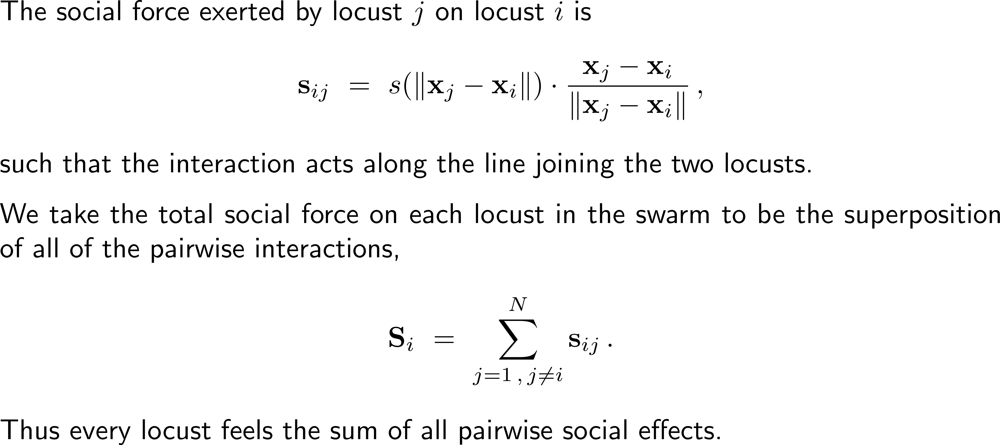 The social force exerted by locust $j$ on locust $i$ is
$$\mathbf{s}_{ij} \;=\; s(\|\mathbf{x}_j - \mathbf{x}_i\|) \cdot \frac{\mathbf{x}_j - \mathbf{x}_i}{\|\mathbf{x}_j - \mathbf{x}_i\|} \,,$$
such that the interaction acts along the line joining the two locusts.
We take the total social force on each locust in the swarm to be the superposition
of all of the pairwise interactions,
$$\mathbf{S}_i \;=\; \sum_{j=1\,,\,j\neq i}^{N} \mathbf{s}_{ij} \,.$$
Thus every locust feels the sum of all pairwise social effects.